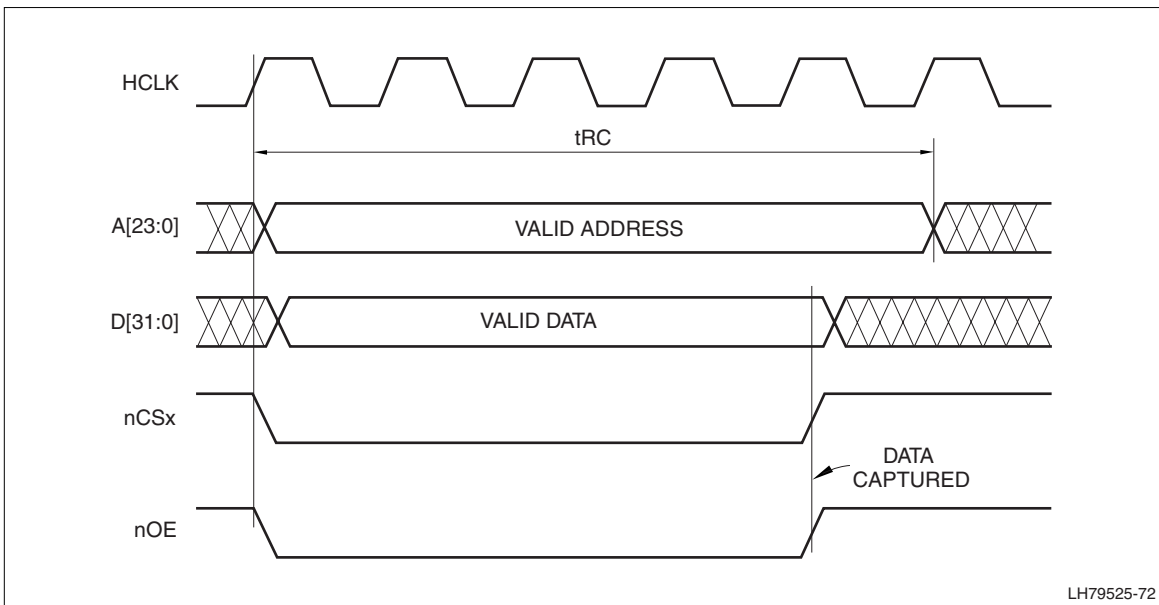 HCLK
tRC
A[23:0]
VALID ADDRESS
D[31:0]
VALID DATA
nCSx
DATA
CAPTURED
nOE
LH79525-72